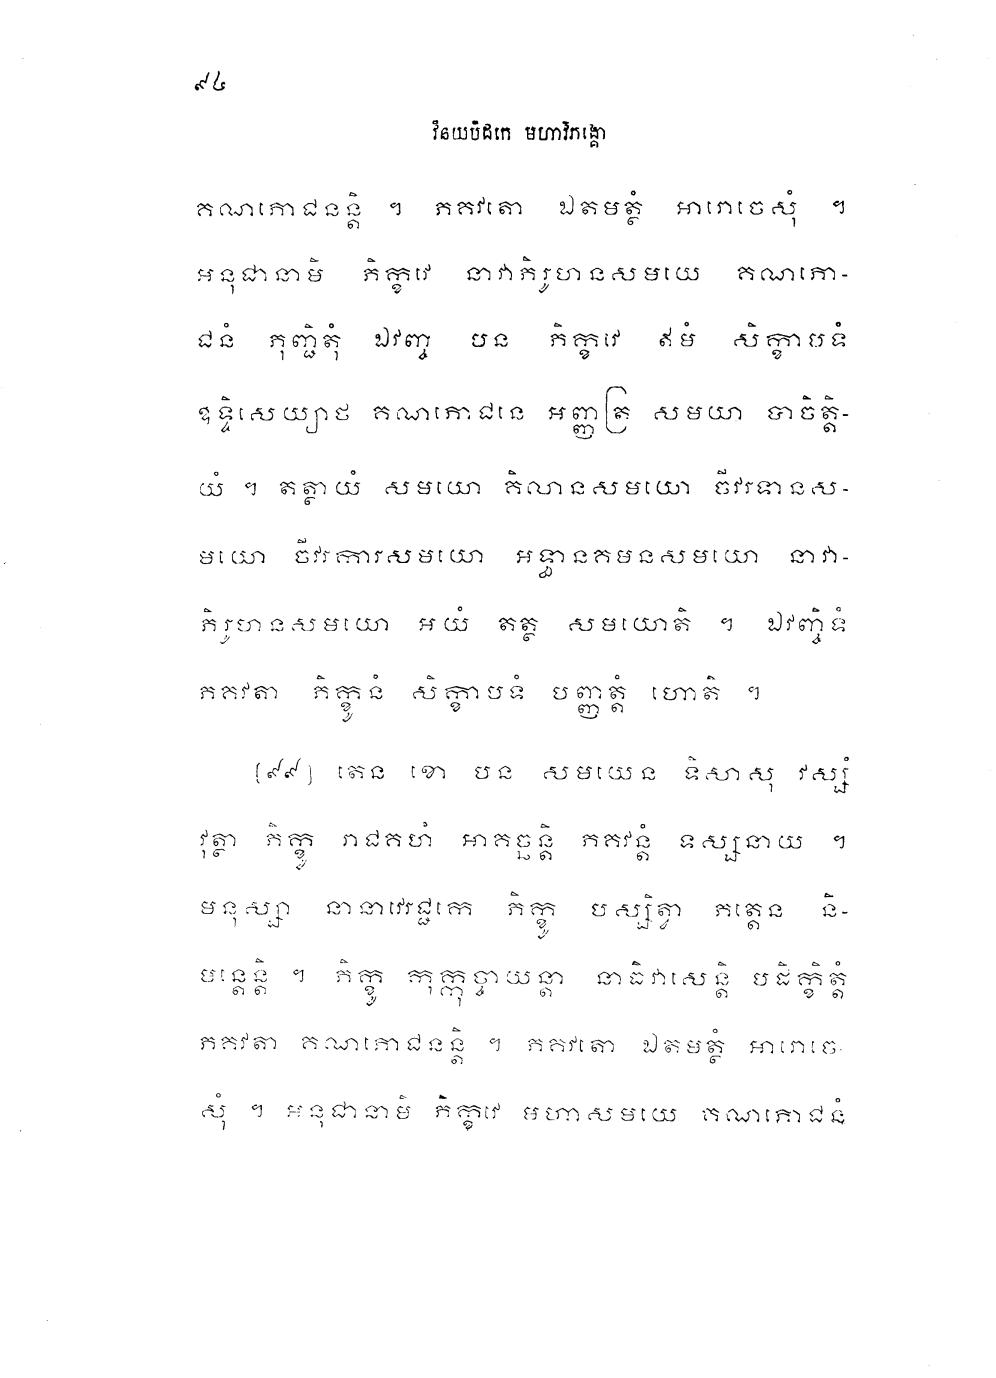 ៩៤
វិនយបិដកេ មហាវិភង្គោ
គណភោជនន្តិ ។ ភគវតោ ឯតមត្ថំ អារោចេសុំ ។
អនុជានាមិ ភិក្ខវេ នាវាភិរូហនសមយេ គណភោ-
ជនំ ភុញ្ជិតុំ ឯវញ្ច បន ភិក្ខវេ ឥមំ សិក្ខាបទំ
ឧទ្ទិសេយ្យាថ គណភោជនេ អញ្ញត្រ សមយា បាចិត្តិ-
យំ ។ តត្ថាយំ សមយោ គិលានសមយោ ចីវរទានស-
មយោ ចីវរការសមយោ អទ្ធានគមនសមយោ នាវា-
ភិរូហនសមយោ អយំ តត្ថ សមយោតិ ។ ឯវញ្ចិទំ
ភគវតា ភិក្ខូនំ សិក្ខាបទំ បញ្ញត្តំ ហោតិ ។
[៩៩] តេន ខោ បន សមយេន ទិសាសុ វស្សំ
វុត្ថា ភិក្ខូ រាជគហំ អាគច្ឆន្តិ ភគវន្តំ ទស្សនាយ ។
មនុស្សា នានាវេរជ្ជកេ ភិក្ខូ បស្សិត្វា ភត្តេន និ-
មន្តេន្តិ ។ ភិក្ខូ កុក្កុច្ចាយន្តា នាធិវាសេន្តិ បដិក្ខិត្តំ
ភគវតា គណភោជនន្តិ ។ ភគវតោ ឯតមត្ថំ អារោចេ-
សុំ ។ អនុជានាមិ ភិក្ខវេ មហាសមយេ គណភោជនំ